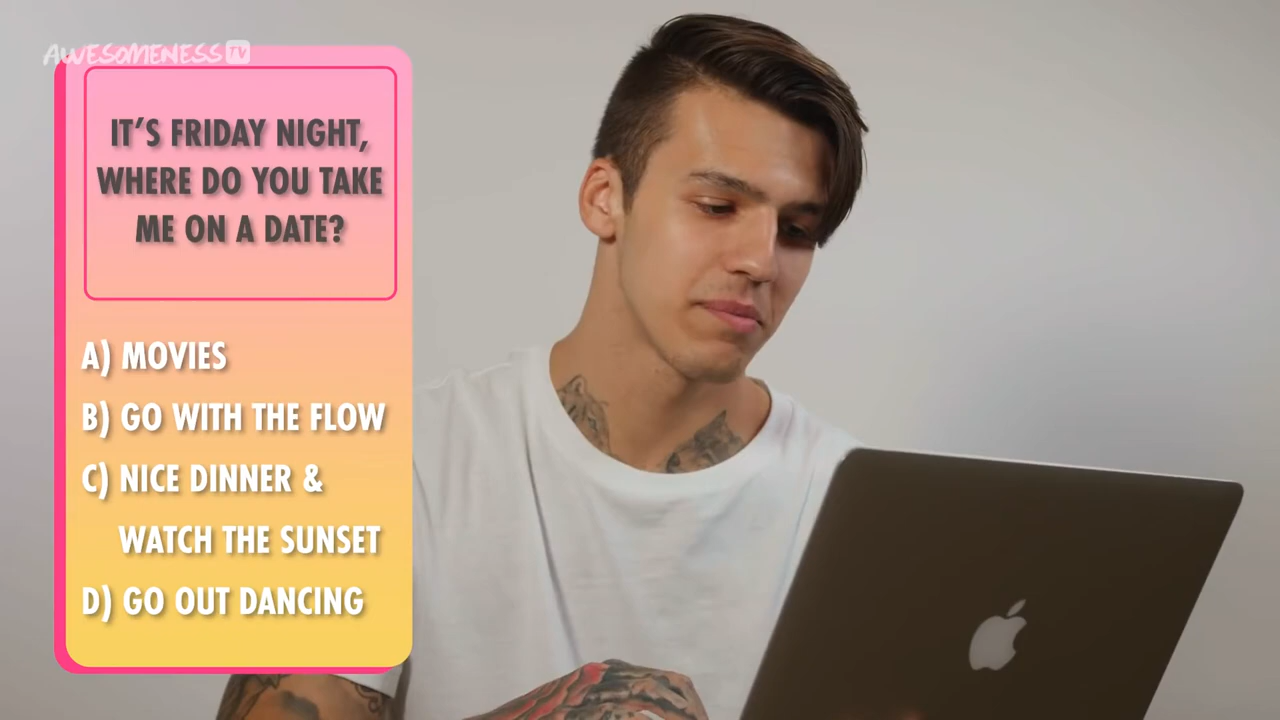 AWESOMENESS TV
IT'S FRIDAY NIGHT,
WHERE DO YOU TAKE
ME ON A DATE?
A) MOVIES
B) GO WITH THE FLOW
C) NICE DINNER &
WATCH THE SUNSET
D) GO OUT DANCING